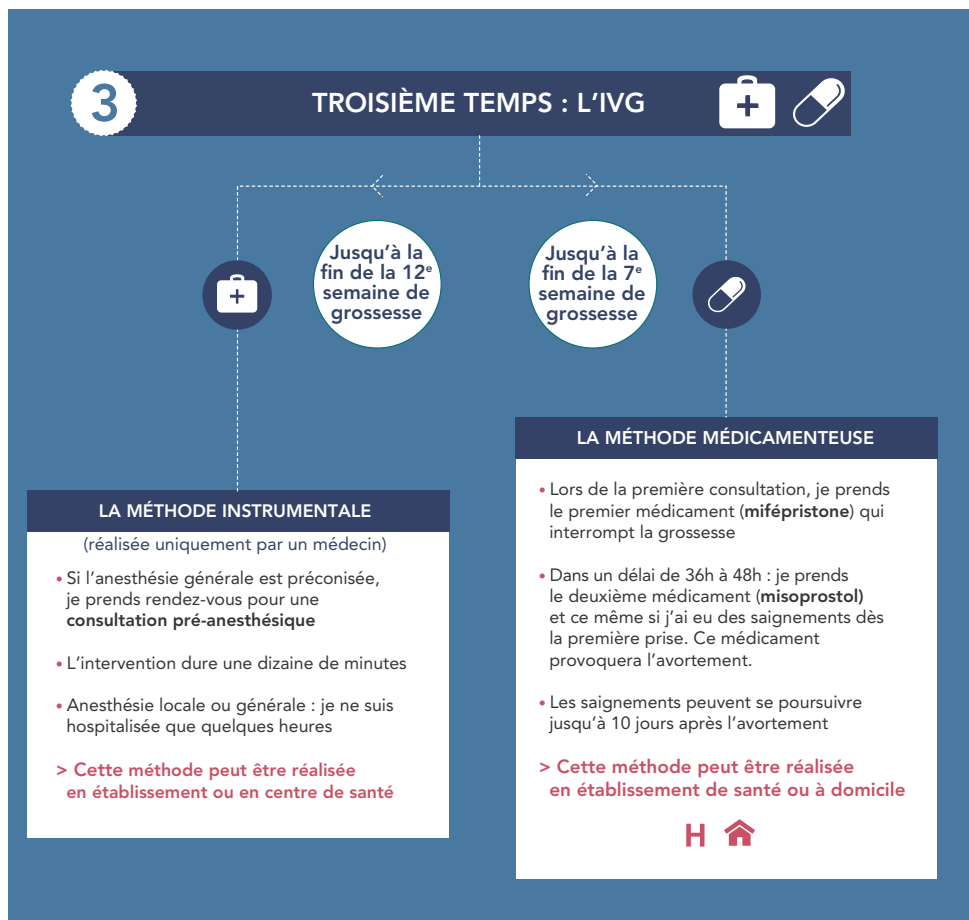 3
TROISIÈME TEMPS : L’IVG
Jusqu’à la
fin de la 12e
semaine de
grossesse
Jusqu’à la
fin de la 7e
semaine de
grossesse
LA MÉTHODE INSTRUMENTALE
(réalisée uniquement par un médecin)
• Si l’anesthésie générale est préconisée,
je prends rendez-vous pour une
consultation pré-anesthésique
• L’intervention dure une dizaine de minutes
• Anesthésie locale ou générale : je ne suis
hospitalisée que quelques heures
> Cette méthode peut être réalisée
en établissement ou en centre de santé
LA MÉTHODE MÉDICAMENTEUSE
• Lors de la première consultation, je prends
le premier médicament (mifépristone) qui
interrompt la grossesse
• Dans un délai de 36h à 48h : je prends
le deuxième médicament (misoprostol)
et ce même si j’ai eu des saignements dès
la première prise. Ce médicament
provoquera l’avortement.
• Les saignements peuvent se poursuivre
jusqu’à 10 jours après l’avortement
> Cette méthode peut être réalisée
en établissement de santé ou à domicile
H